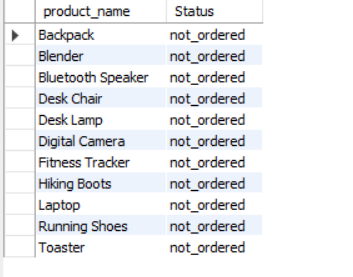 product_name Status
Backpack not_ordered
Blender not_ordered
Bluetooth Speaker not_ordered
Desk Chair not_ordered
Desk Lamp not_ordered
Digital Camera not_ordered
Fitness Tracker not_ordered
Hiking Boots not_ordered
Laptop not_ordered
Running Shoes not_ordered
Toaster not_ordered